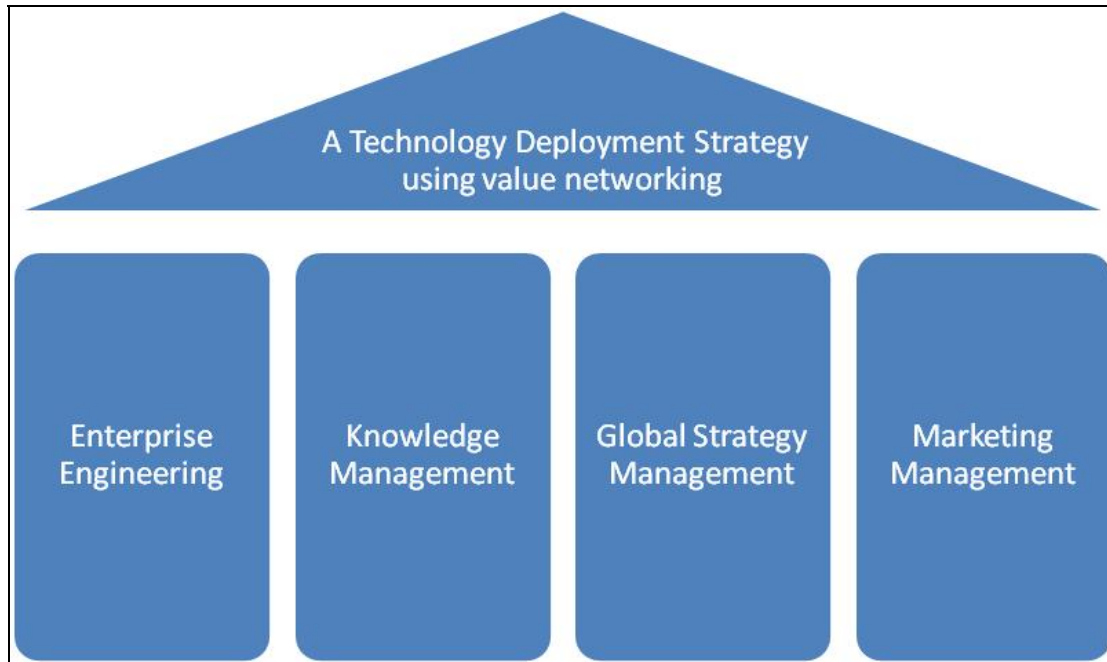 A Technology Deployment Strategy
using value networking
Enterprise
Engineering
Knowledge
Management
Global Strategy
Management
Marketing
Management